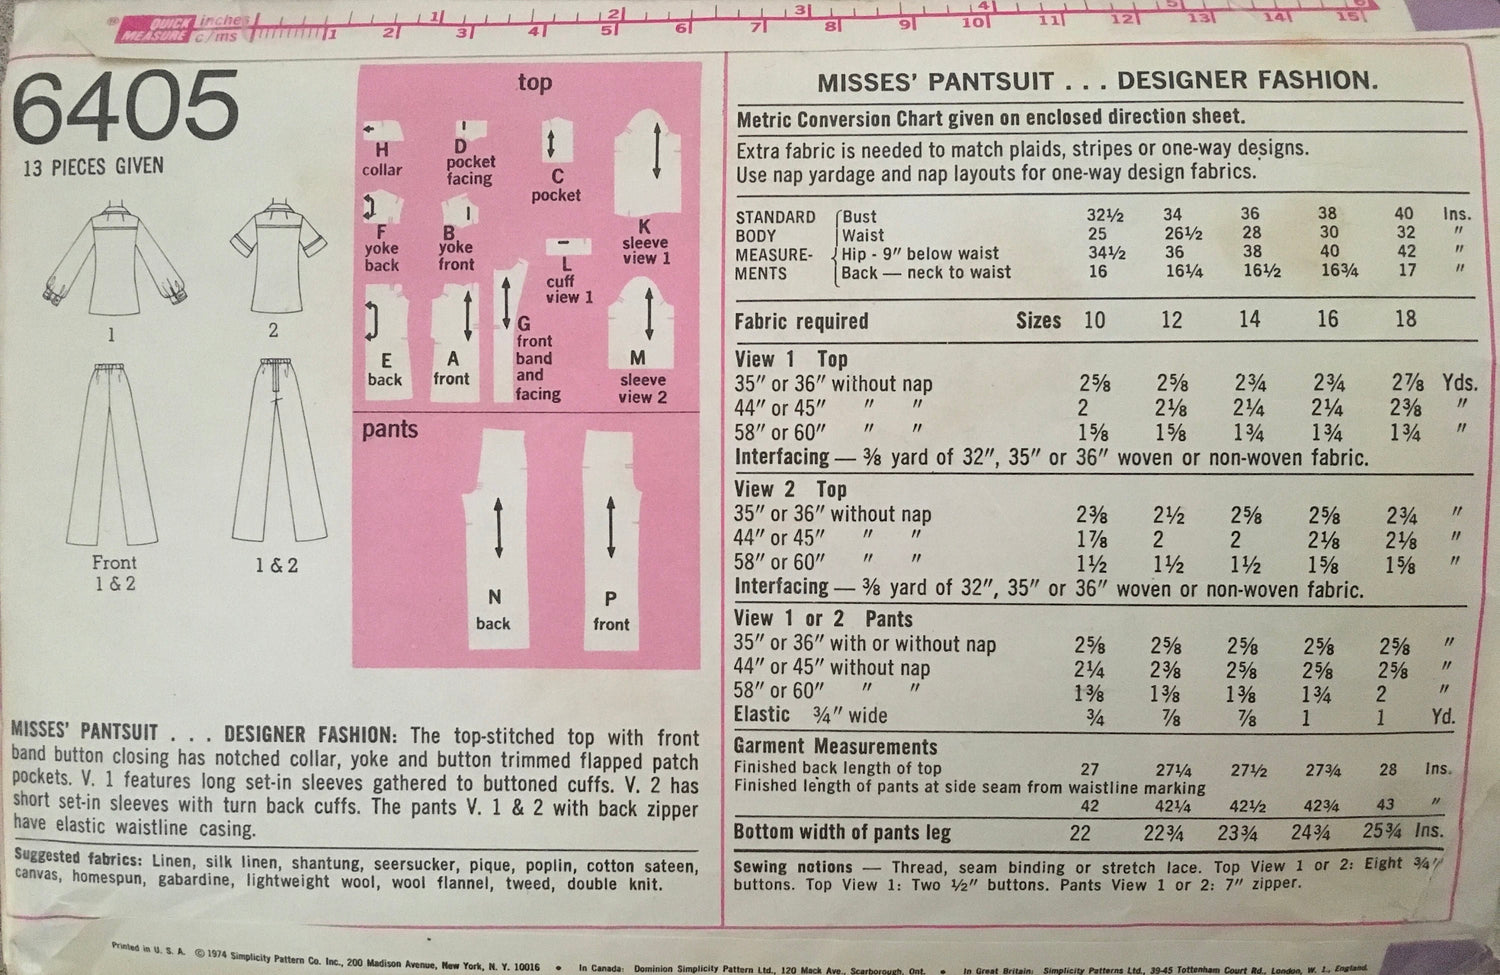 QUICK inches
MEASURE c/ms
1 2 3 4 5
1 2 3 4 5 6 7 8 9 10 11 12 13 14 15
6405
13 PIECES GIVEN
1
2
Front
1 & 2
1 & 2
top
H
collar
D
pocket
facing
C
pocket
K
sleeve
view 1
F
yoke
back
B
yoke
front
L
cuff
view 1
G
front
band
and
facing
E
back
A
front
M
sleeve
view 2
pants
N
back
P
front
MISSES' PANTSUIT . . . DESIGNER FASHION: The top-stitched top with front
band button closing has notched collar, yoke and button trimmed flapped patch
pockets. V. 1 features long set-in sleeves gathered to buttoned cuffs. V. 2 has
short set-in sleeves with turn back cuffs. The pants V. 1 & 2 with back zipper
have elastic waistline casing.
Suggested fabrics: Linen, silk linen, shantung, seersucker, pique, poplin, cotton sateen,
canvas, homespun, gabardine, lightweight wool, wool flannel, tweed, double knit.
MISSES' PANTSUIT . . . DESIGNER FASHION.
Metric Conversion Chart given on enclosed direction sheet.
Extra fabric is needed to match plaids, stripes or one-way designs.
Use nap yardage and nap layouts for one-way design fabrics.
STANDARD Bust 32½ 34 36 38 40 Ins.
BODY Waist 25 26½ 28 30 32 "
MEASURE- Hip - 9" below waist 34½ 36 38 40 42 "
MENTS Back — neck to waist 16 16¼ 16½ 16¾ 17 "
Fabric required Sizes 10 12 14 16 18
View 1 Top
35" or 36" without nap 2⅝ 2⅝ 2¾ 2¾ 2⅞ Yds.
44" or 45" " " 2 2⅛ 2¼ 2¼ 2⅜ "
58" or 60" " " 1⅝ 1⅝ 1¾ 1¾ 1¾ "
Interfacing — ⅜ yard of 32", 35" or 36" woven or non-woven fabric.
View 2 Top
35" or 36" without nap 2⅜ 2½ 2⅝ 2⅝ 2¾ "
44" or 45" " " 1⅞ 2 2 2⅛ 2⅛ "
58" or 60" " " 1½ 1½ 1½ 1⅝ 1⅝ "
Interfacing — ⅜ yard of 32", 35" or 36" woven or non-woven fabric.
View 1 or 2 Pants
35" or 36" with or without nap 2⅝ 2⅝ 2⅝ 2⅝ 2⅝ "
44" or 45" without nap 2¼ 2⅜ 2⅝ 2⅝ 2⅝ "
58" or 60" " " 1⅜ 1⅜ 1⅜ 1¾ 2 "
Elastic ¾" wide ¾ ⅞ ⅞ 1 1 Yd.
Garment Measurements
Finished back length of top 27 27¼ 27½ 27¾ 28 Ins.
Finished length of pants at side seam from waistline marking
42 42¼ 42½ 42¾ 43 "
Bottom width of pants leg 22 22¾ 23¾ 24¾ 25¾ Ins.
Sewing notions — Thread, seam binding or stretch lace. Top View 1 or 2: Eight ¾"
buttons. Top View 1: Two ½" buttons. Pants View 1 or 2: 7" zipper.
Printed in U. S. A. © 1974 Simplicity Pattern Co. Inc., 200 Madison Avenue, New York, N. Y. 10016 • In Canada: Dominion Simplicity Pattern Ltd., 120 Mack Ave., Scarborough, Ont. • In Great Britain: Simplicity Patterns Ltd., 39-45 Tottenham Court Rd., London, W. 1., England.